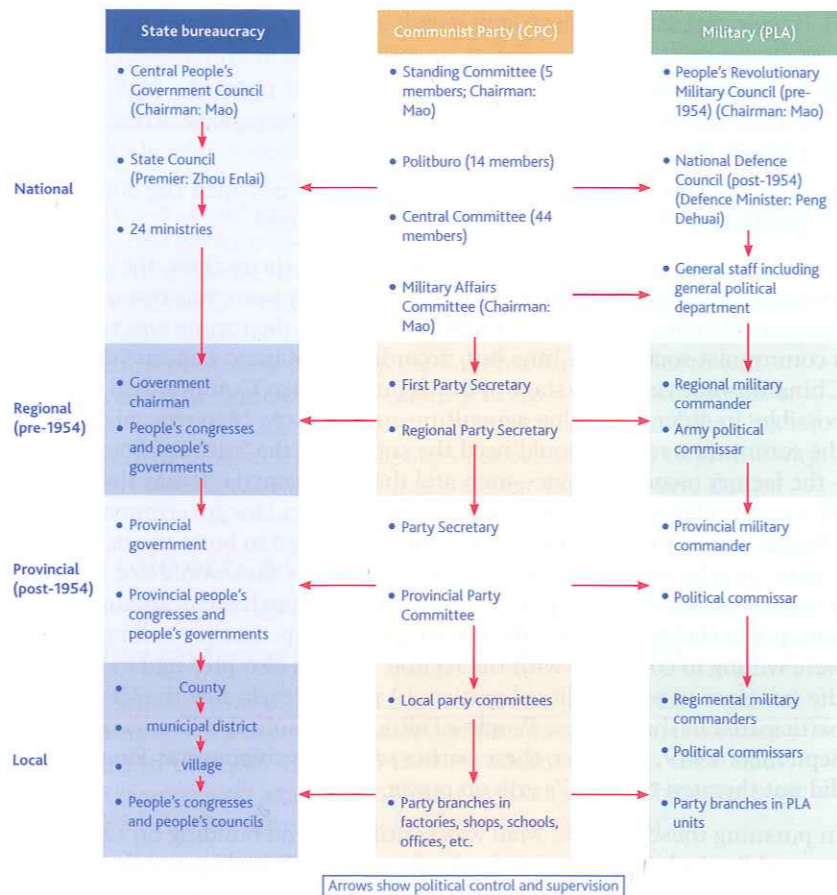 State bureaucracy
Communist Party (CPC)
Military (PLA)
National
• Central People's
Government Council
(Chairman: Mao)
• State Council
(Premier: Zhou Enlai)
• 24 ministries
• Standing Committee (5
members; Chairman:
Mao)
• Politburo (14 members)
• Central Committee (44
members)
• Military Affairs
Committee (Chairman:
Mao)
• People's Revolutionary
Military Council (pre-
1954) (Chairman: Mao)
• National Defence
Council (post-1954)
(Defence Minister: Peng
Dehuai)
• General staff including
general political
department
Regional
(pre-1954)
• Government
chairman
• People's congresses
and people's
governments
• First Party Secretary
• Regional Party Secretary
• Regional military
commander
• Army political
commissar
Provincial
(post-1954)
• Provincial
government
• Provincial people's
congresses and
people's governments
• Party Secretary
• Provincial Party
Committee
• Provincial military
commander
• Political commissar
Local
• County
• municipal district
• village
• People's congresses
and people's councils
• Local party committees
• Party branches in
factories, shops, schools,
offices, etc.
• Regimental military
commanders
• Political commissars
• Party branches in PLA
units
Arrows show political control and supervision